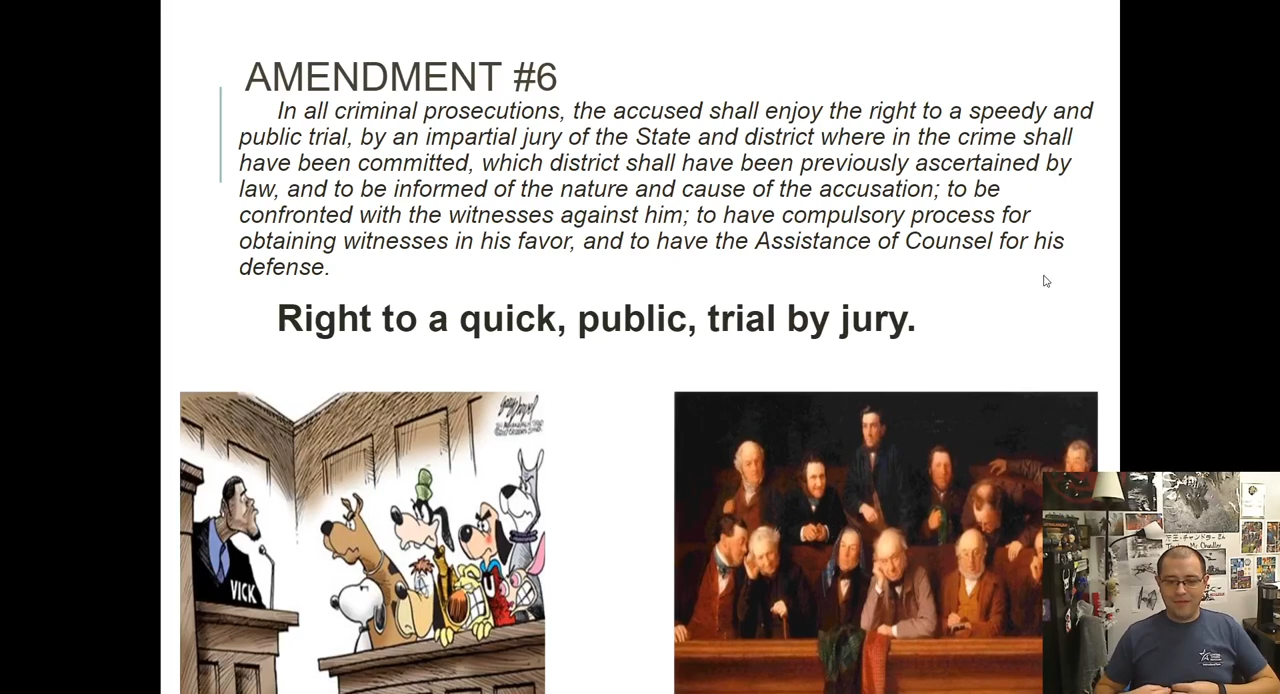 AMENDMENT #6
In all criminal prosecutions, the accused shall enjoy the right to a speedy and
public trial, by an impartial jury of the State and district where in the crime shall
have been committed, which district shall have been previously ascertained by
law, and to be informed of the nature and cause of the accusation; to be
confronted with the witnesses against him; to have compulsory process for
obtaining witnesses in his favor, and to have the Assistance of Counsel for his
defense.
Right to a quick, public, trial by jury.
VICK